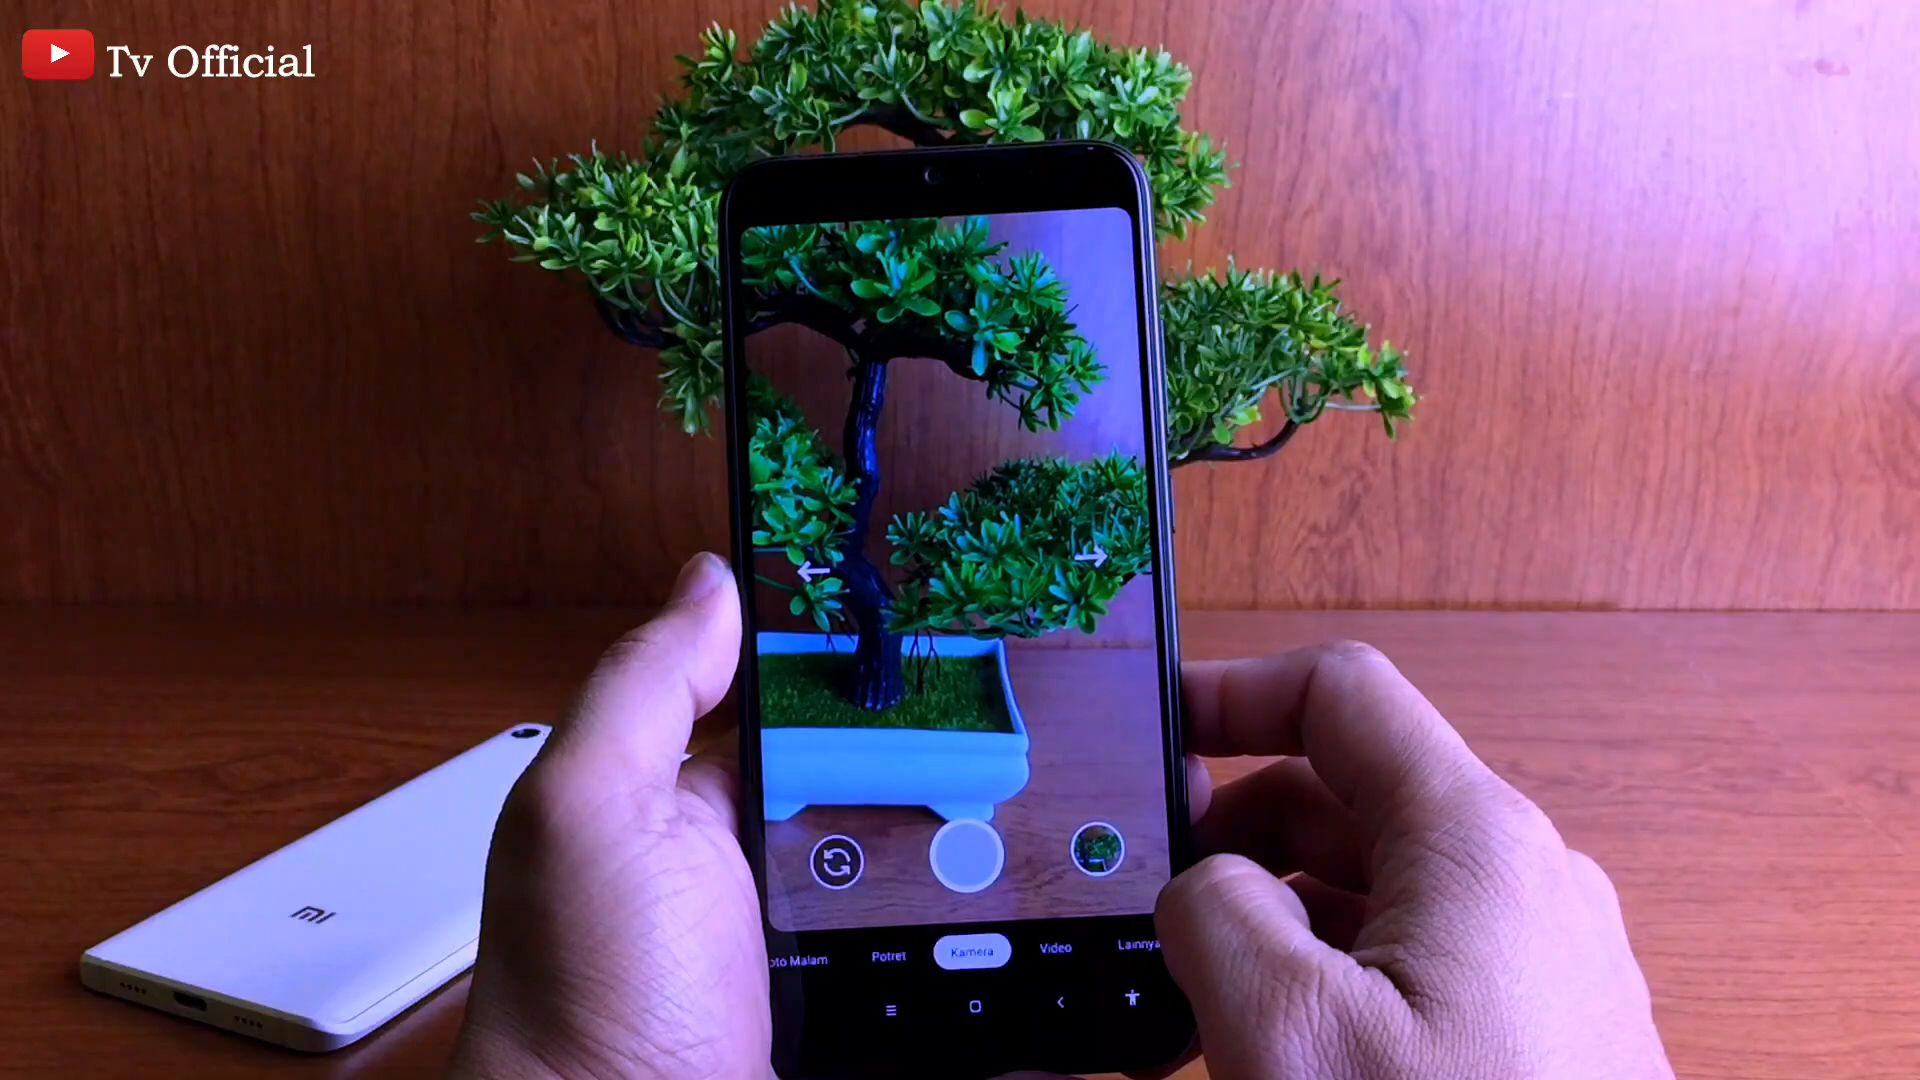 Tv Official
oto Malam
Potret
Kamera
Video
Lainnya
MI